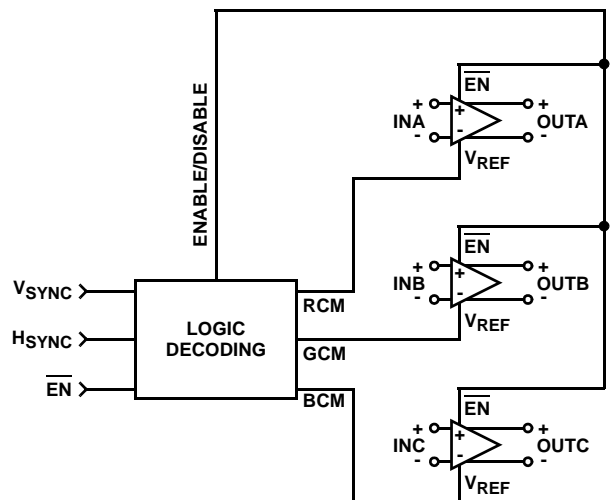 ENABLE/DISABLE
EN
+ + +
INA OUTA
- - -
VREF
EN
+ + +
INB OUTB
- - -
VREF
VSYNC
HSYNC
EN
LOGIC
DECODING
RCM
GCM
BCM
EN
+ + +
INC OUTC
- - -
VREF